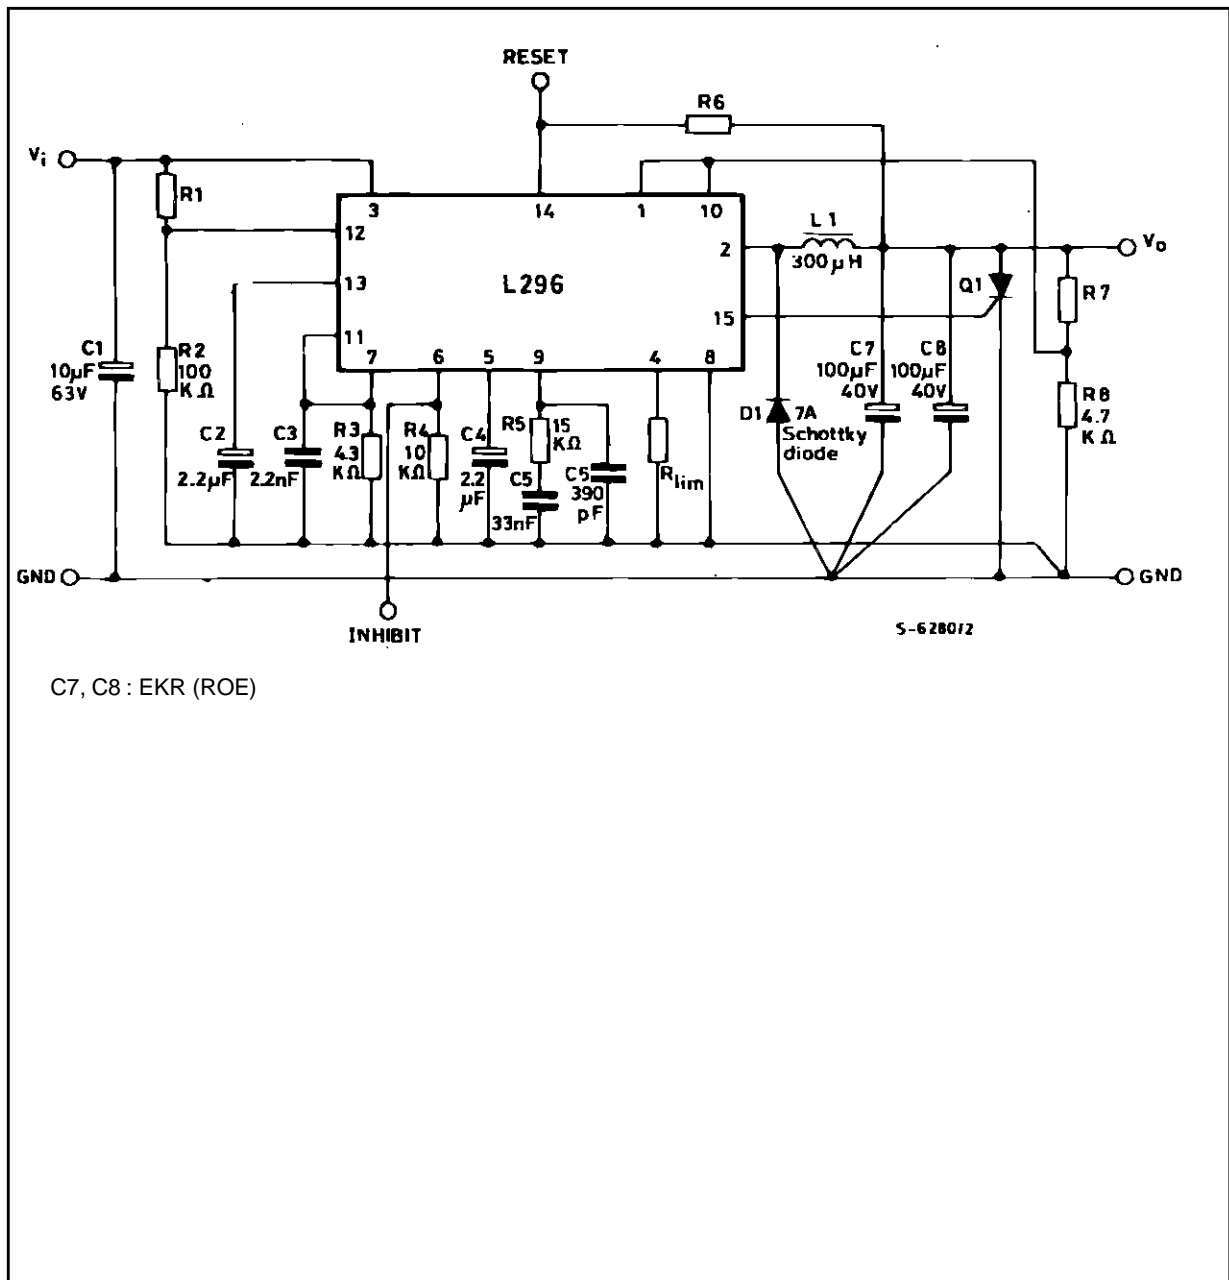 RESET
R6
Vi
R1
3
14
1
10
12
L1
300µH
2
Vo
13
L296
Q1
R7
15
11
7
6
5
9
4
8
C1
10µF
63V
R2
100
KΩ
C7
100µF
40V
C8
100µF
40V
R8
4.7
KΩ
D1
7A
Schottky
diode
C2
2.2µF
C3
2.2nF
R3
4.3
KΩ
R4
10
KΩ
C4
2.2
µF
R5
15
KΩ
C5
33nF
C6
390
pF
Rlim
GND
GND
INHIBIT
S-6280/2
C7, C8 : EKR (ROE)